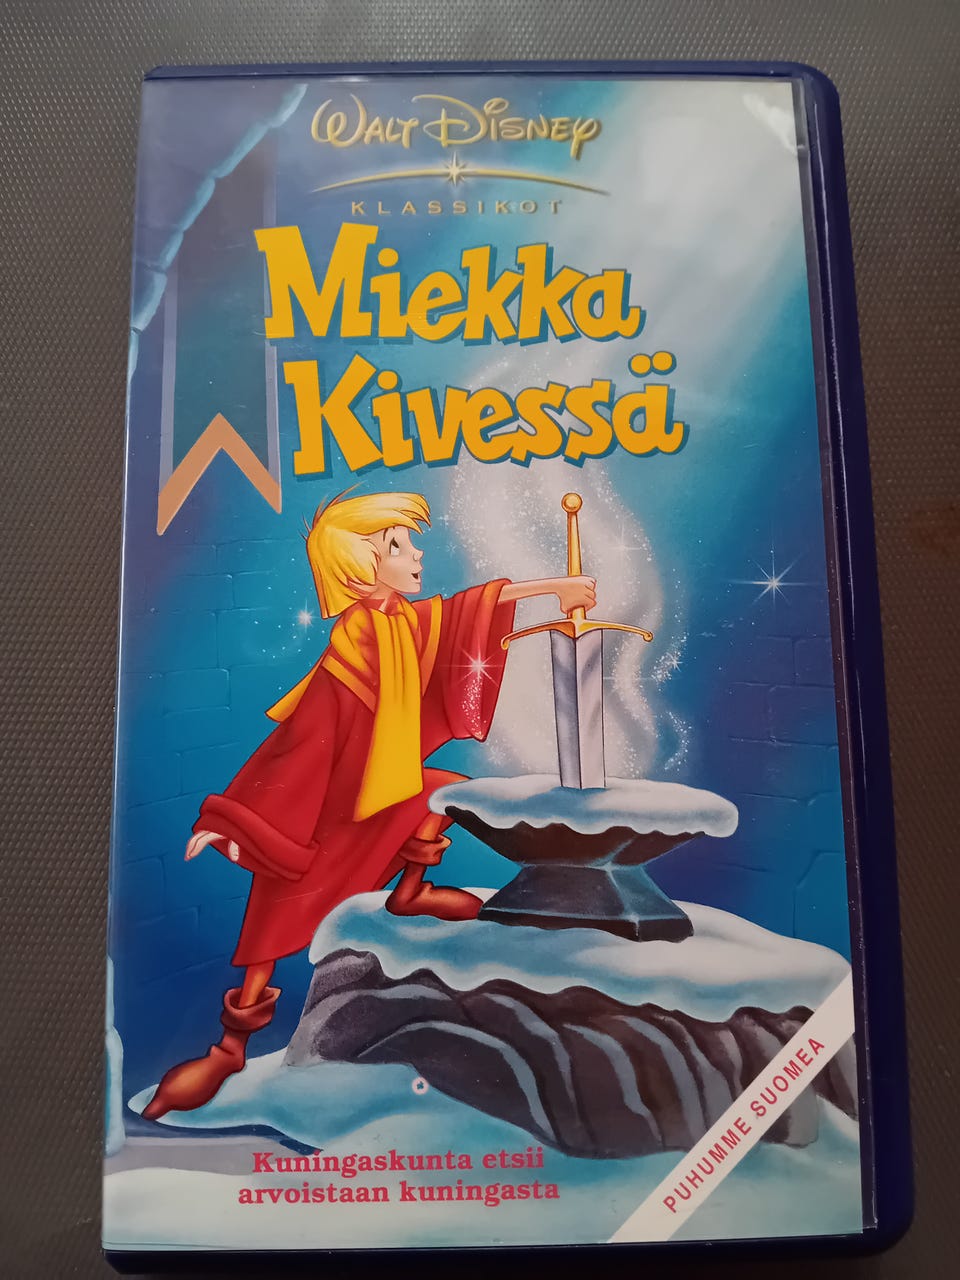 WALT DISNEY
KLASSIKOT
Miekka
Kivessä
Kuningaskunta etsii
arvoistaan kuningasta
PUHUMME SUOMEA